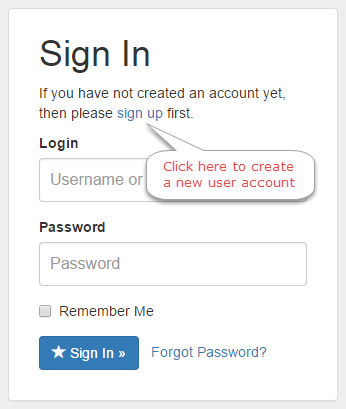 Sign In
If you have not created an account yet,
then please sign up first.
Login
Click here to create
a new user account
Username or
Password
Password
Remember Me
Sign In »
Forgot Password?